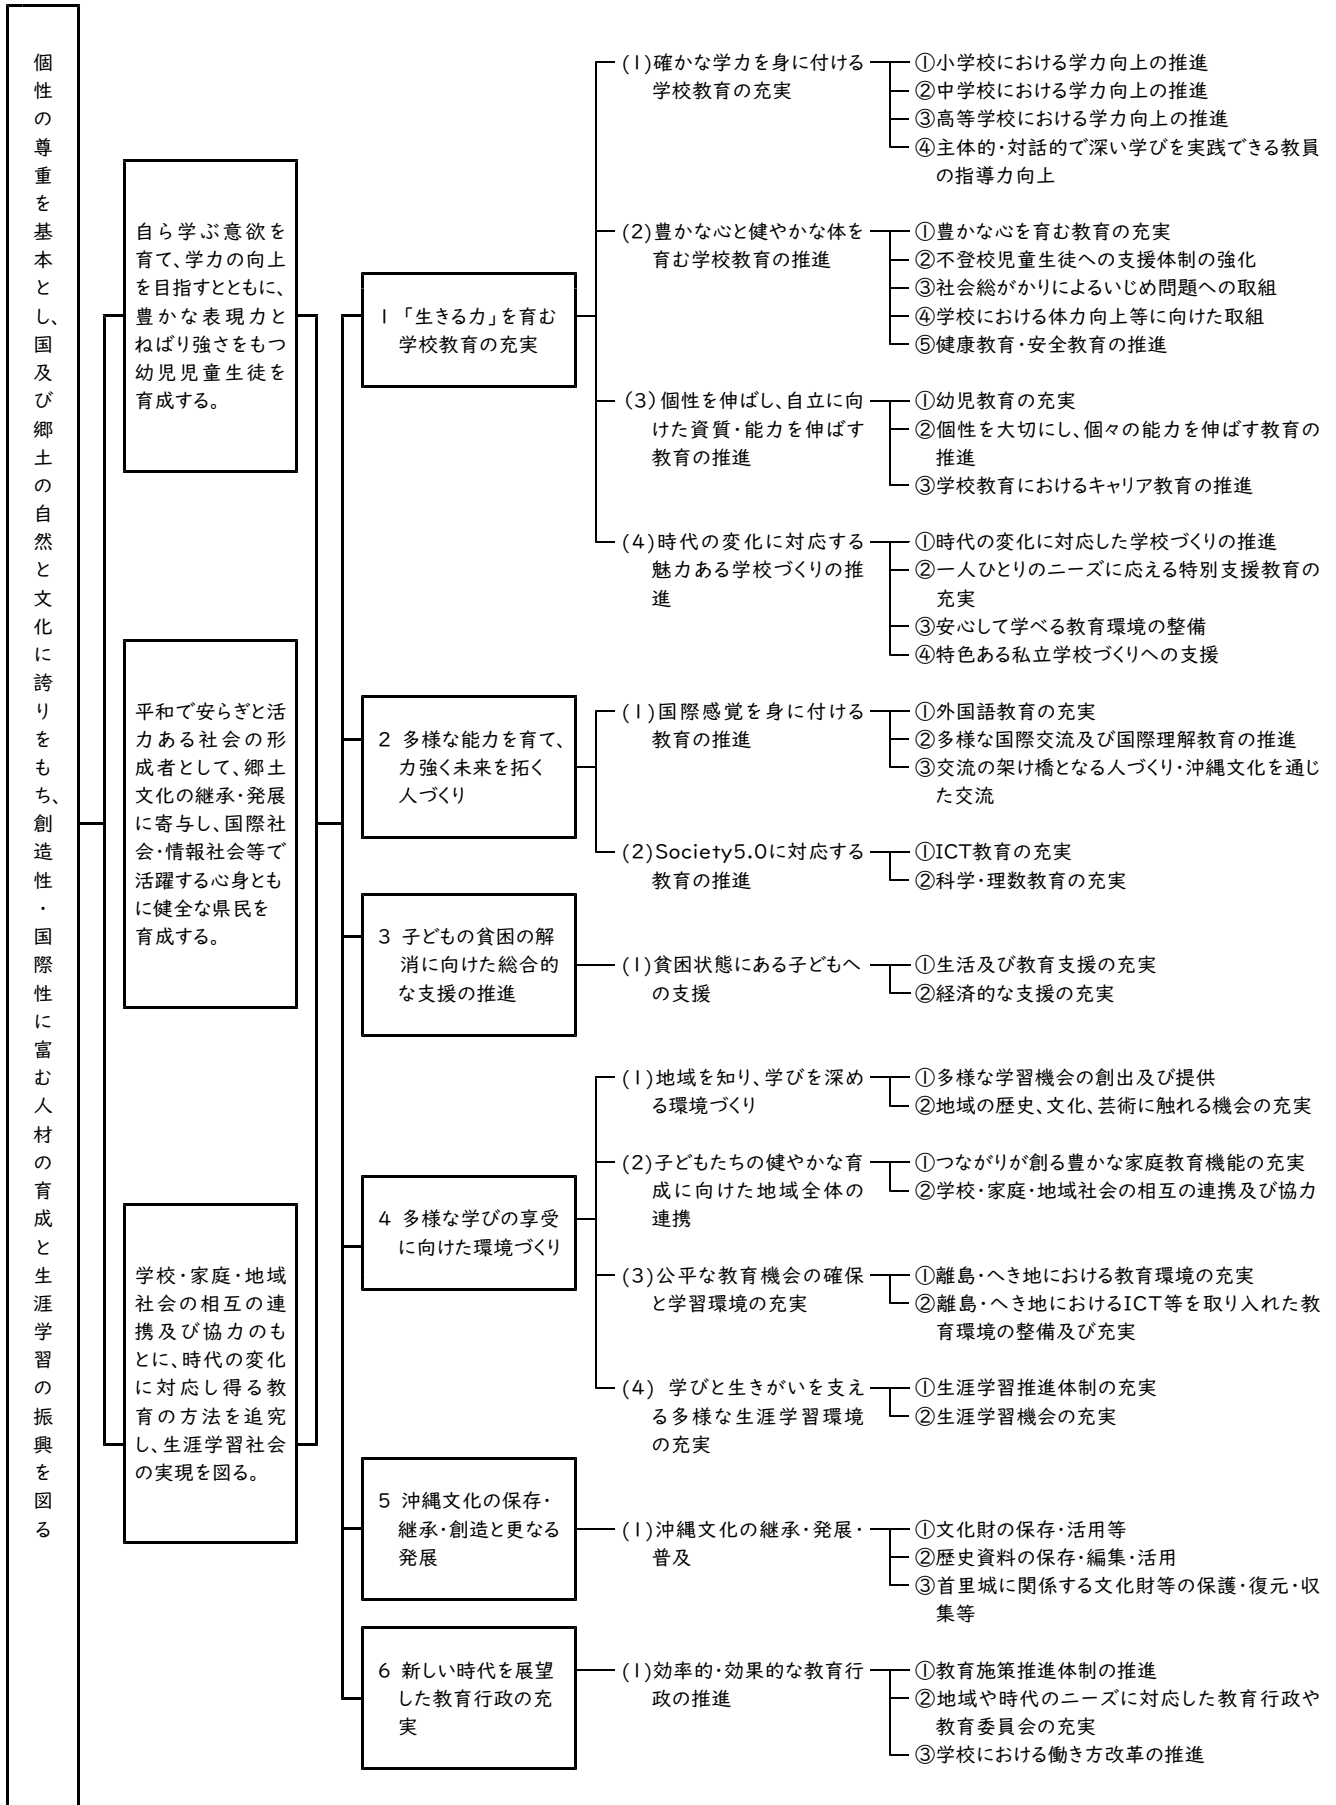 個性の尊重を基本とし、国及び郷土の自然と文化に誇りをもち、創造性・国際性に富む人材の育成と生涯学習の振興を図る
自ら学ぶ意欲を
育て、学力の向上
を目指すとともに、
豊かな表現力と
ねばり強さをもつ
幼児児童生徒を
育成する。
平和で安らぎと活
力ある社会の形
成者として、郷土
文化の継承・発展
に寄与し、国際社
会・情報社会等で
活躍する心身とも
に健全な県民を
育成する。
学校・家庭・地域
社会の相互の連
携及び協力のも
とに、時代の変化
に対応し得る教
育の方法を追究
し、生涯学習社会
の実現を図る。
1 「生きる力」を育む
学校教育の充実
(1)確かな学力を身に付ける
学校教育の充実
①小学校における学力向上の推進
②中学校における学力向上の推進
③高等学校における学力向上の推進
④主体的・対話的で深い学びを実践できる教員
の指導力向上
(2)豊かな心と健やかな体を
育む学校教育の推進
①豊かな心を育む教育の充実
②不登校児童生徒への支援体制の強化
③社会総がかりによるいじめ問題への取組
④学校における体力向上等に向けた取組
⑤健康教育・安全教育の推進
(3)個性を伸ばし、自立に向
けた資質・能力を伸ばす
教育の推進
①幼児教育の充実
②個性を大切にし、個々の能力を伸ばす教育の
推進
③学校教育におけるキャリア教育の推進
(4)時代の変化に対応する
魅力ある学校づくりの推
進
①時代の変化に対応した学校づくりの推進
②一人ひとりのニーズに応える特別支援教育の
充実
③安心して学べる教育環境の整備
④特色ある私立学校づくりへの支援
2 多様な能力を育て、
力強く未来を拓く
人づくり
(1)国際感覚を身に付ける
教育の推進
①外国語教育の充実
②多様な国際交流及び国際理解教育の推進
③交流の架け橋となる人づくり・沖縄文化を通じ
た交流
(2)Society5.0に対応する
教育の推進
①ICT教育の充実
②科学・理数教育の充実
3 子どもの貧困の解
消に向けた総合的
な支援の推進
(1)貧困状態にある子どもへ
の支援
①生活及び教育支援の充実
②経済的な支援の充実
4 多様な学びの享受
に向けた環境づくり
(1)地域を知り、学びを深め
る環境づくり
①多様な学習機会の創出及び提供
②地域の歴史、文化、芸術に触れる機会の充実
(2)子どもたちの健やかな育
成に向けた地域全体の
連携
①つながりが創る豊かな家庭教育機能の充実
②学校・家庭・地域社会の相互の連携及び協力
(3)公平な教育機会の確保
と学習環境の充実
①離島・へき地における教育環境の充実
②離島・へき地におけるICT等を取り入れた教
育環境の整備及び充実
(4) 学びと生きがいを支え
る多様な生涯学習環境
の充実
①生涯学習推進体制の充実
②生涯学習機会の充実
5 沖縄文化の保存・
継承・創造と更なる
発展
(1)沖縄文化の継承・発展・
普及
①文化財の保存・活用等
②歴史資料の保存・編集・活用
③首里城に関係する文化財等の保護・復元・収
集等
6 新しい時代を展望
した教育行政の充
実
(1)効率的・効果的な教育行
政の推進
①教育施策推進体制の推進
②地域や時代のニーズに対応した教育行政や
教育委員会の充実
③学校における働き方改革の推進